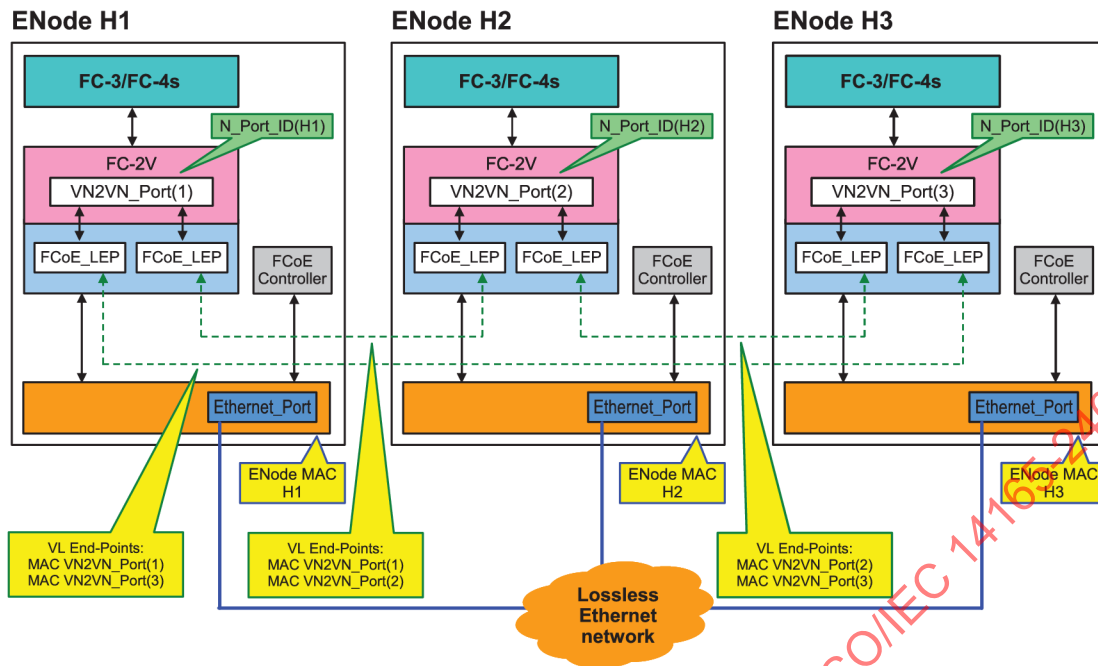 ENode H1
ENode H2
ENode H3
FC-3/FC-4s
FC-3/FC-4s
FC-3/FC-4s
N_Port_ID(H1)
N_Port_ID(H2)
N_Port_ID(H3)
FC-2V
FC-2V
FC-2V
VN2VN_Port(1)
VN2VN_Port(2)
VN2VN_Port(3)
FCoE_LEP
FCoE_LEP
FCoE
Controller
FCoE_LEP
FCoE_LEP
FCoE
Controller
FCoE_LEP
FCoE_LEP
FCoE
Controller
Ethernet_Port
Ethernet_Port
Ethernet_Port
ENode MAC
H1
ENode MAC
H2
ENode MAC
H3
VL End-Points:
MAC VN2VN_Port(1)
MAC VN2VN_Port(3)
VL End-Points:
MAC VN2VN_Port(1)
MAC VN2VN_Port(2)
VL End-Points:
MAC VN2VN_Port(2)
MAC VN2VN_Port(3)
Lossless
Ethernet
network